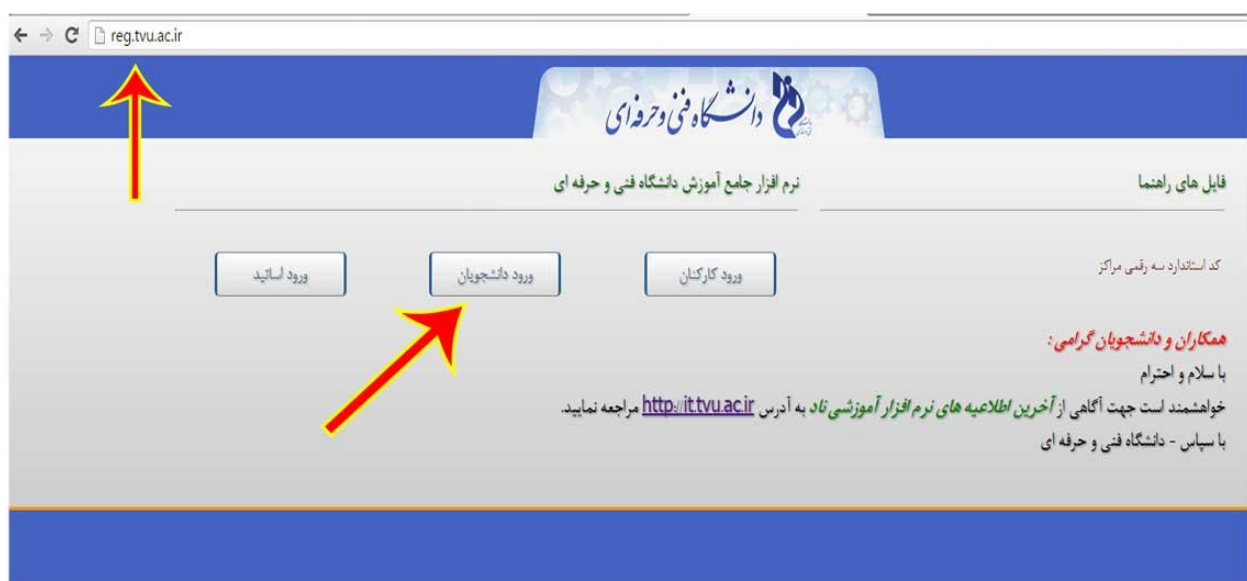 reg.tvu.ac.ir
دانشگاه فنی و حرفه‌ای
فایل های راهنما
نرم افزار جامع آموزش دانشگاه فنی و حرفه ای
کد استاندارد سه رقمی مراکز
ورود کارکنان
ورود دانشجویان
ورود اساتید
همکاران و دانشجویان گرامی :
با سلام و احترام
خواهشمند است جهت آگاهی از آخرین اطلاعیه های نرم افزار آموزشی ناد به آدرس http://it.tvu.ac.ir مراجعه نمایید.
با سپاس - دانشگاه فنی و حرفه ای